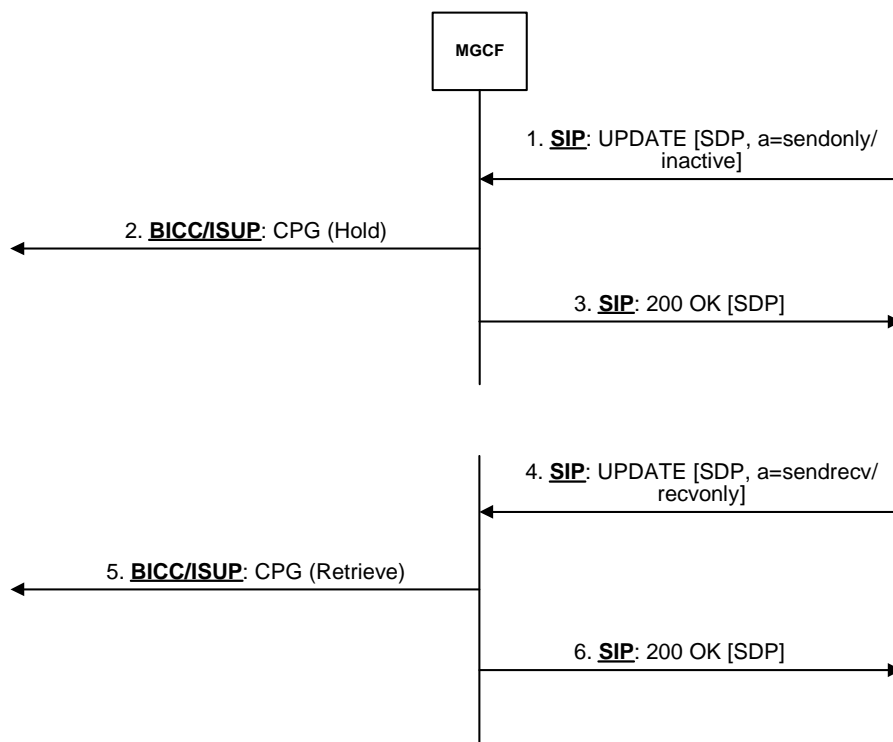 MGCF
1. SIP: UPDATE [SDP, a=sendonly/
inactive]
2. BICC/ISUP: CPG (Hold)
3. SIP: 200 OK [SDP]
4. SIP: UPDATE [SDP, a=sendrecv/
recvonly]
5. BICC/ISUP: CPG (Retrieve)
6. SIP: 200 OK [SDP]